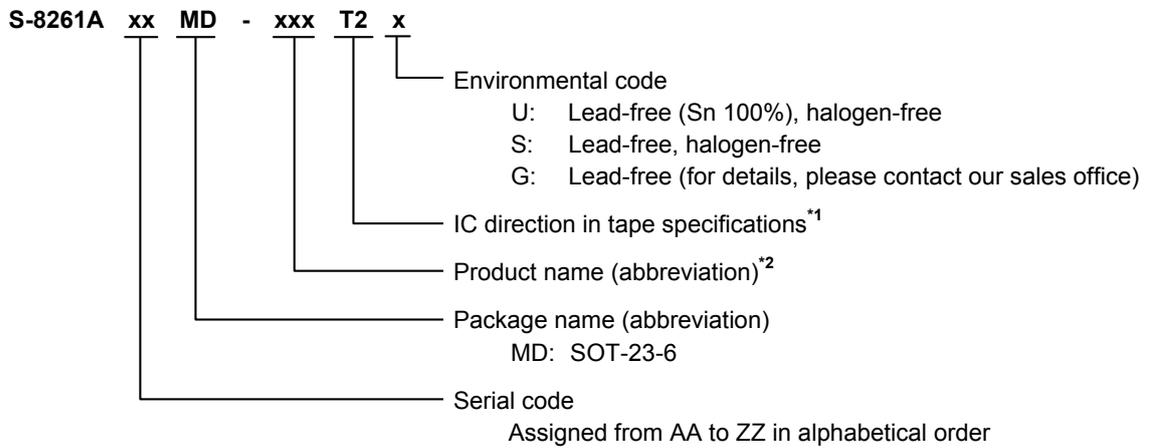 S-8261A xx MD - xxx T2 x
Environmental code
U: Lead-free (Sn 100%), halogen-free
S: Lead-free, halogen-free
G: Lead-free (for details, please contact our sales office)
IC direction in tape specifications*1
Product name (abbreviation)*2
Package name (abbreviation)
MD: SOT-23-6
Serial code
Assigned from AA to ZZ in alphabetical order